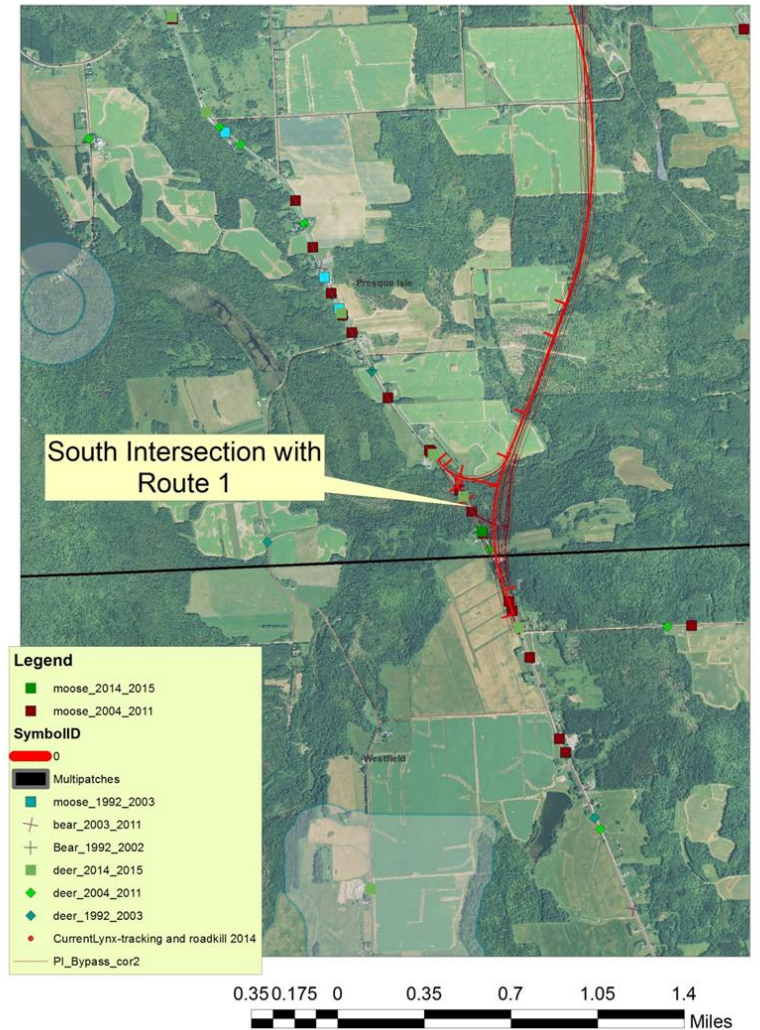 Presque Isle
South Intersection with
Route 1
Westfield
Legend
moose_2014_2015
moose_2004_2011
SymbolID
0
Multipatches
moose_1992_2003
bear_2003_2011
Bear_1992_2002
deer_2014_2015
deer_2004_2011
deer_1992_2003
CurrentLynx-tracking and roadkill 2014
PI_Bypass_cor2
0.35 0.175 0 0.35 0.7 1.05 1.4
Miles